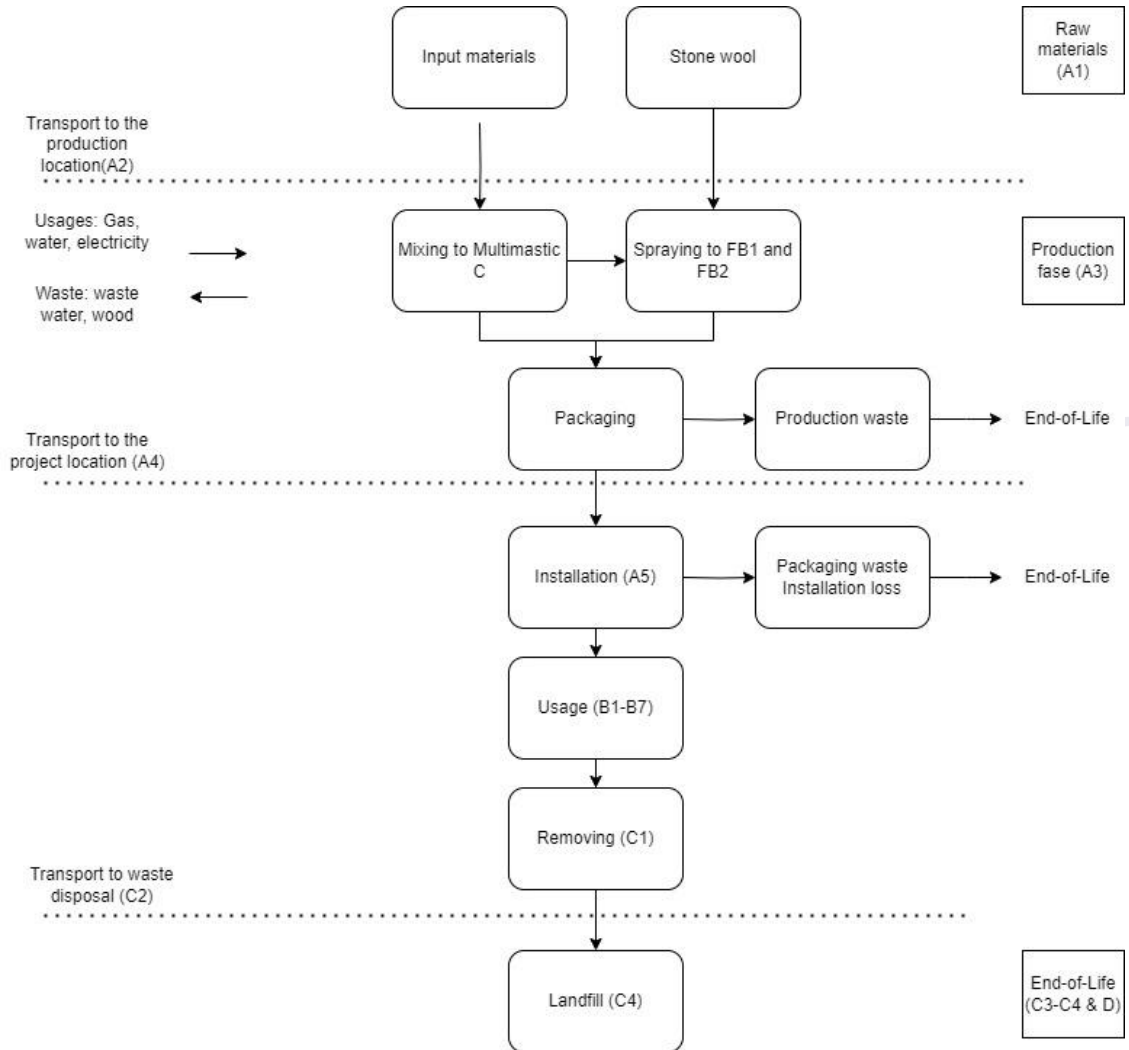 Input materials
Stone wool
Raw
materials
(A1)
Transport to the
production
location(A2)
Usages: Gas,
water, electricity
Waste: waste
water, wood
Mixing to Multimastic
C
Spraying to FB1 and
FB2
Production
fase (A3)
Packaging
Production waste
End-of-Life
Transport to the
project location (A4)
Installation (A5)
Packaging waste
Installation loss
End-of-Life
Usage (B1-B7)
Removing (C1)
Transport to waste
disposal (C2)
Landfill (C4)
End-of-Life
(C3-C4 & D)